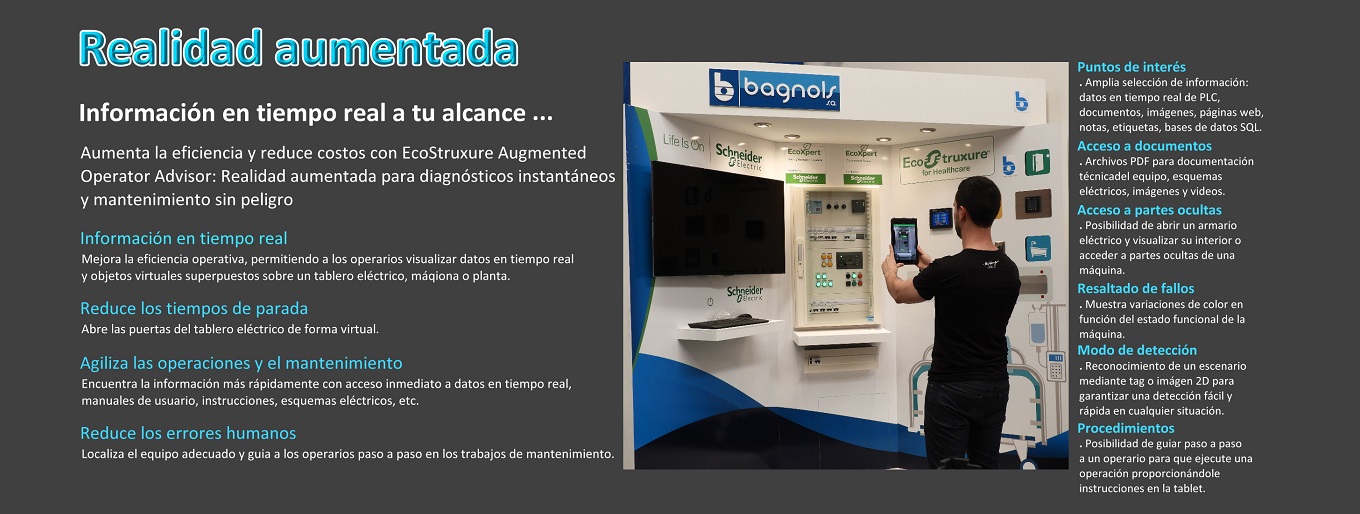 Realidad aumentada
Información en tiempo real a tu alcance ...
Aumenta la eficiencia y reduce costos con EcoStruxure Augmented
Operator Advisor: Realidad aumentada para diagnósticos instantáneos
y mantenimiento sin peligro
Información en tiempo real
Mejora la eficiencia operativa, permitiendo a los operarios visualizar datos en tiempo real
y objetos virtuales superpuestos sobre un tablero eléctrico, máqiona o planta.
Reduce los tiempos de parada
Abre las puertas del tablero eléctrico de forma virtual.
Agiliza las operaciones y el mantenimiento
Encuentra la información más rápidamente con acceso inmediato a datos en tiempo real,
manuales de usuario, instrucciones, esquemas eléctricos, etc.
Reduce los errores humanos
Localiza el equipo adecuado y guia a los operarios paso a paso en los trabajos de mantenimiento.
b bagnols s.a.
b
Life Is On
Schneider
Electric
EcoXpert
Schneider
EcoXpert
Schneider
EcoStruxure
for Healthcare
b
Schneider
Electric
Puntos de interés
. Amplia selección de información:
datos en tiempo real de PLC,
documentos, imágenes, páginas web,
notas, etiquetas, bases de datos SQL.
Acceso a documentos
. Archivos PDF para documentación
técnicadel equipo, esquemas
eléctricos, imágenes y videos.
Acceso a partes ocultas
. Posibilidad de abrir un armario
eléctrico y visualizar su interior o
acceder a partes ocultas de una
máquina.
Resaltado de fallos
. Muestra variaciones de color en
función del estado funcional de la
máquina.
Modo de detección
. Reconocimiento de un escenario
mediante tag o imágen 2D para
garantizar una detección fácil y
rápida en cualquier situación.
Procedimientos
. Posibilidad de guiar paso a paso
a un operario para que ejecute una
operación proporcionándole
instrucciones en la tablet.